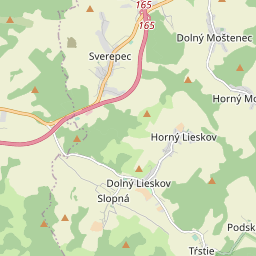 165
165
Dolný Moštenec
Sverepec
Horný Mo
Horný Lieskov
Dolný Lieskov
Slopná
Podsk
Tŕstie